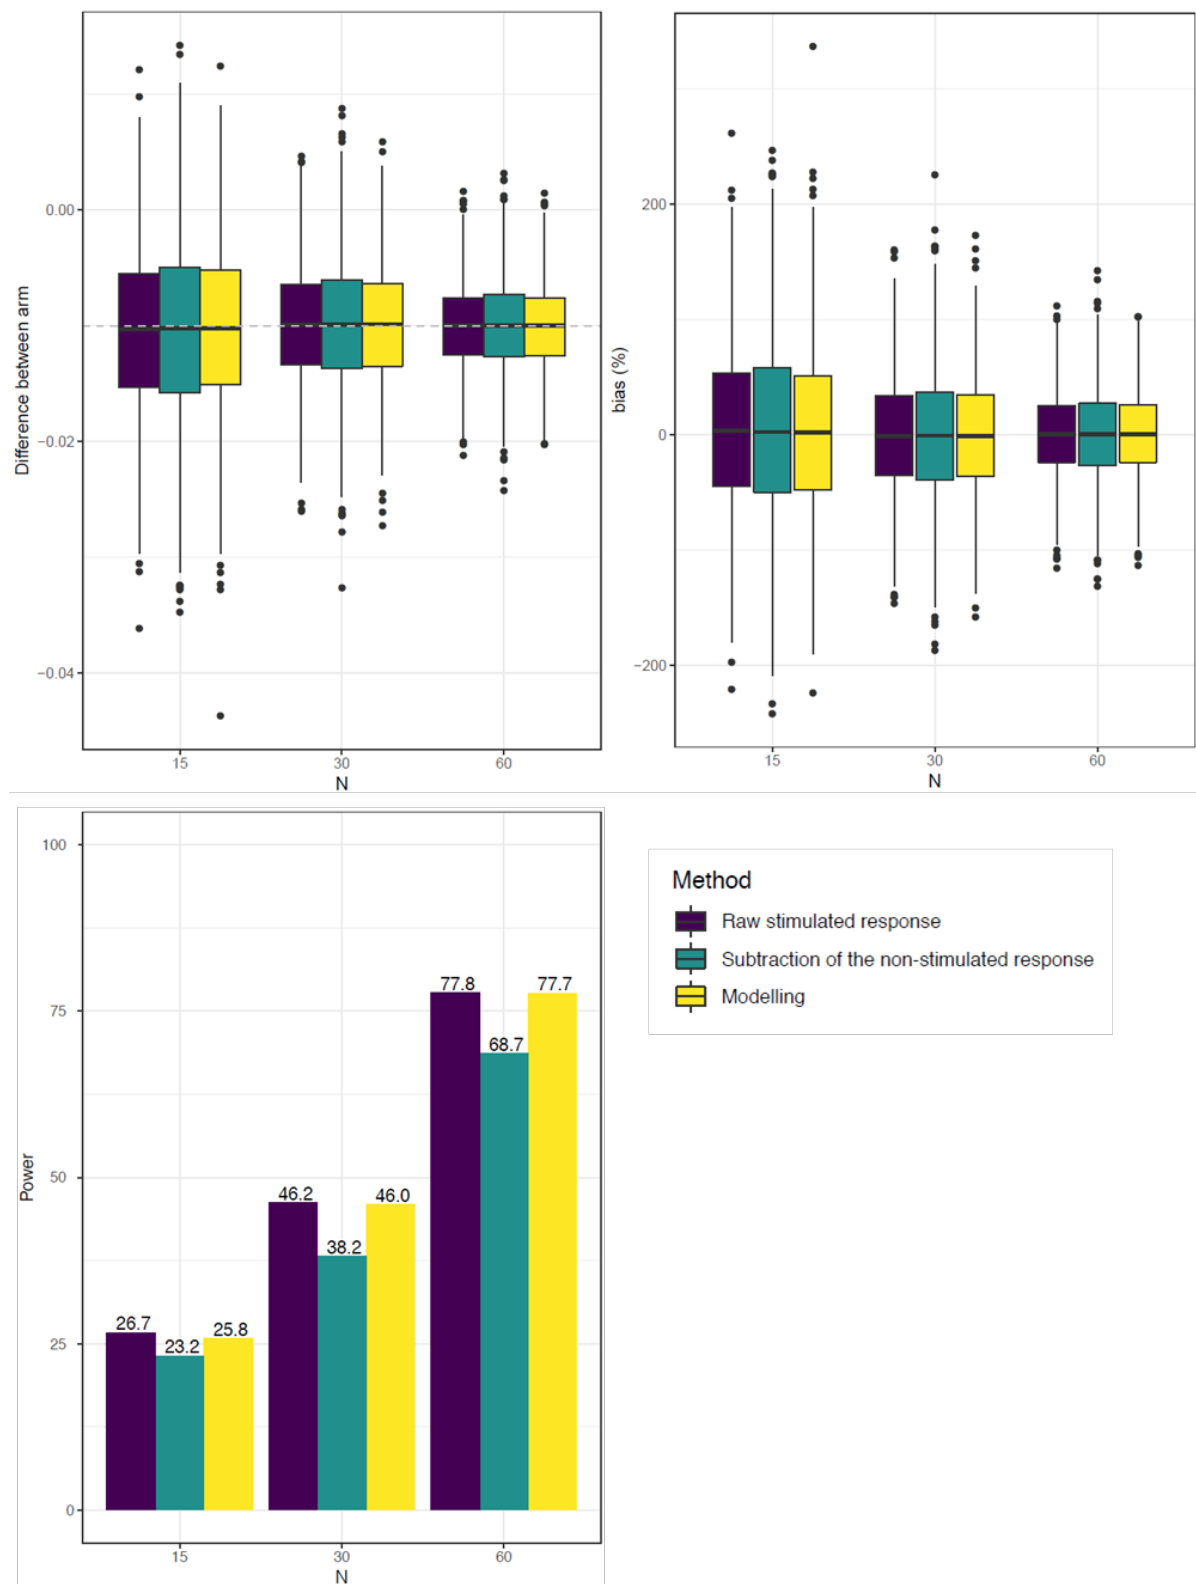 Difference between arm
0.00
−0.02
−0.04
15
30
60
N
bias (%)
200
0
−200
15
30
60
N
Power
100
75
50
25
0
26.7
23.2
25.8
46.2
38.2
46.0
77.8
68.7
77.7
15
30
60
N
Method
Raw stimulated response
Subtraction of the non-stimulated response
Modelling